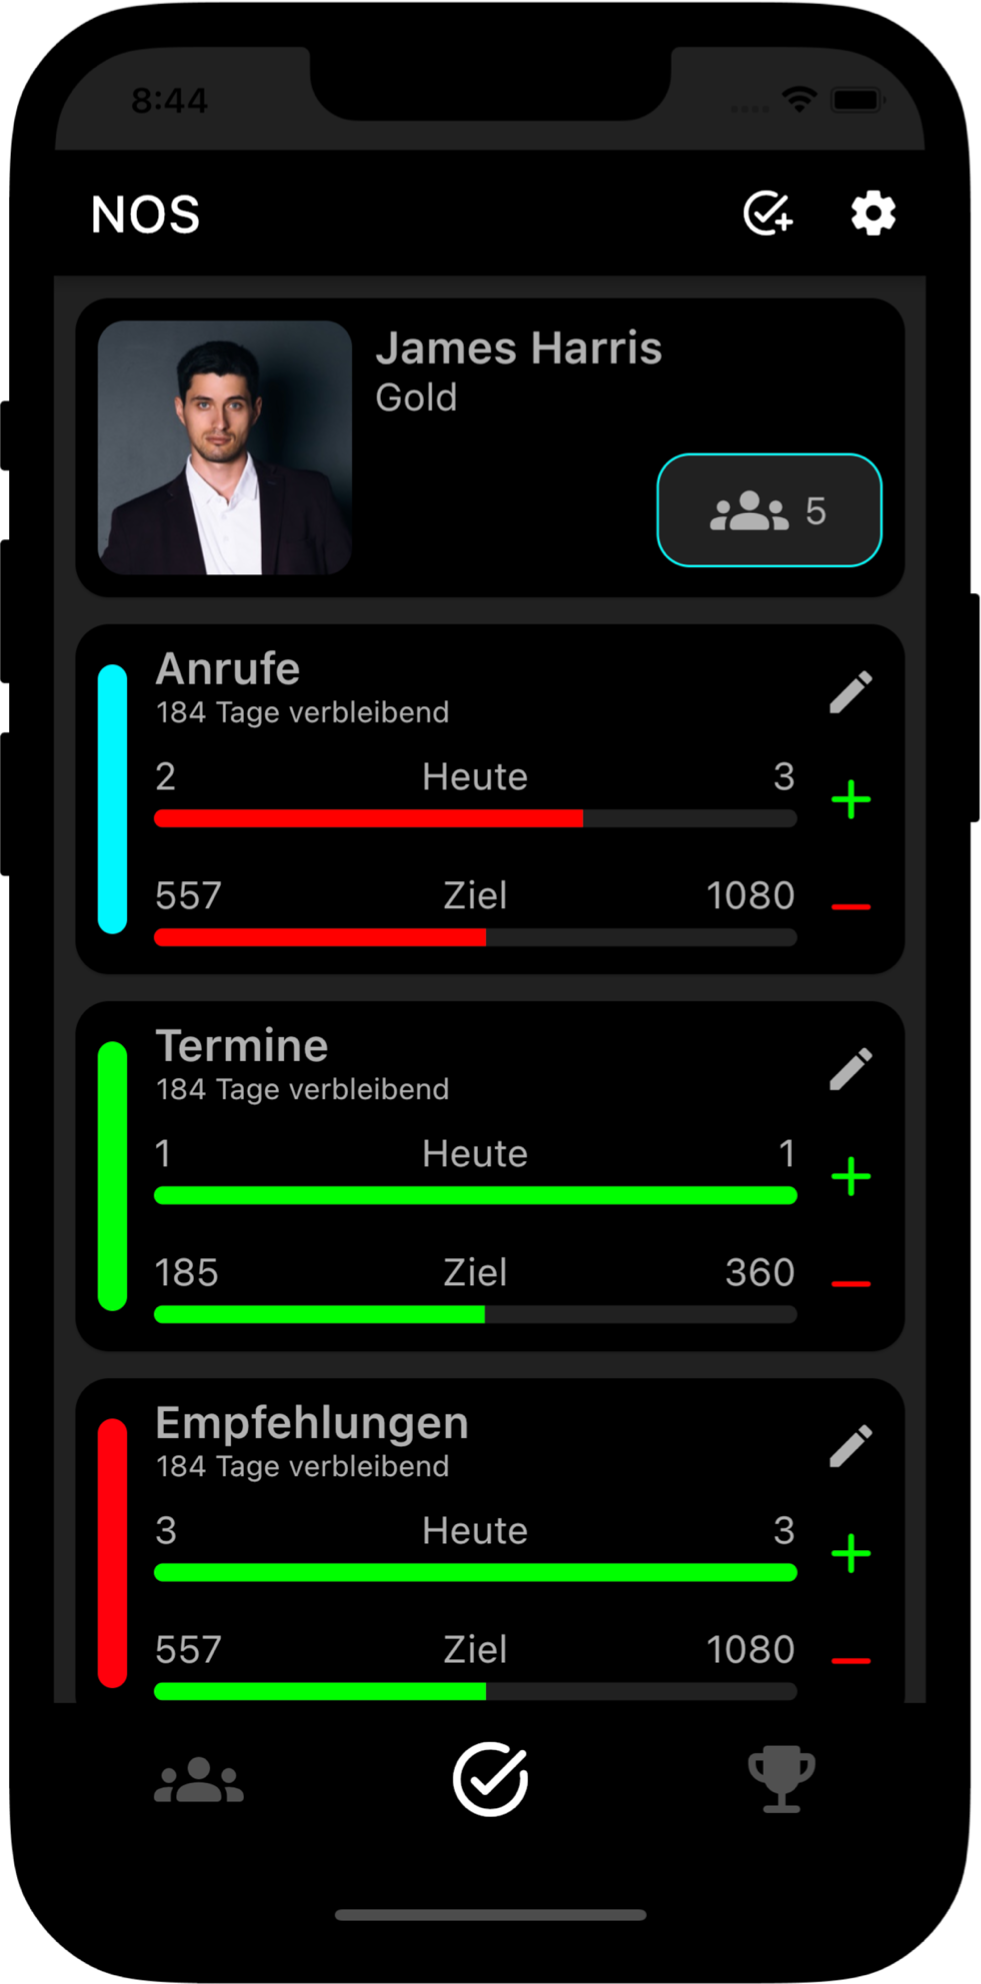 8:44
NOS
James Harris
Gold
5
Anrufe
184 Tage verbleibend
2 Heute 3
557 Ziel 1080
Termine
184 Tage verbleibend
1 Heute 1
185 Ziel 360
Empfehlungen
184 Tage verbleibend
3 Heute 3
557 Ziel 1080